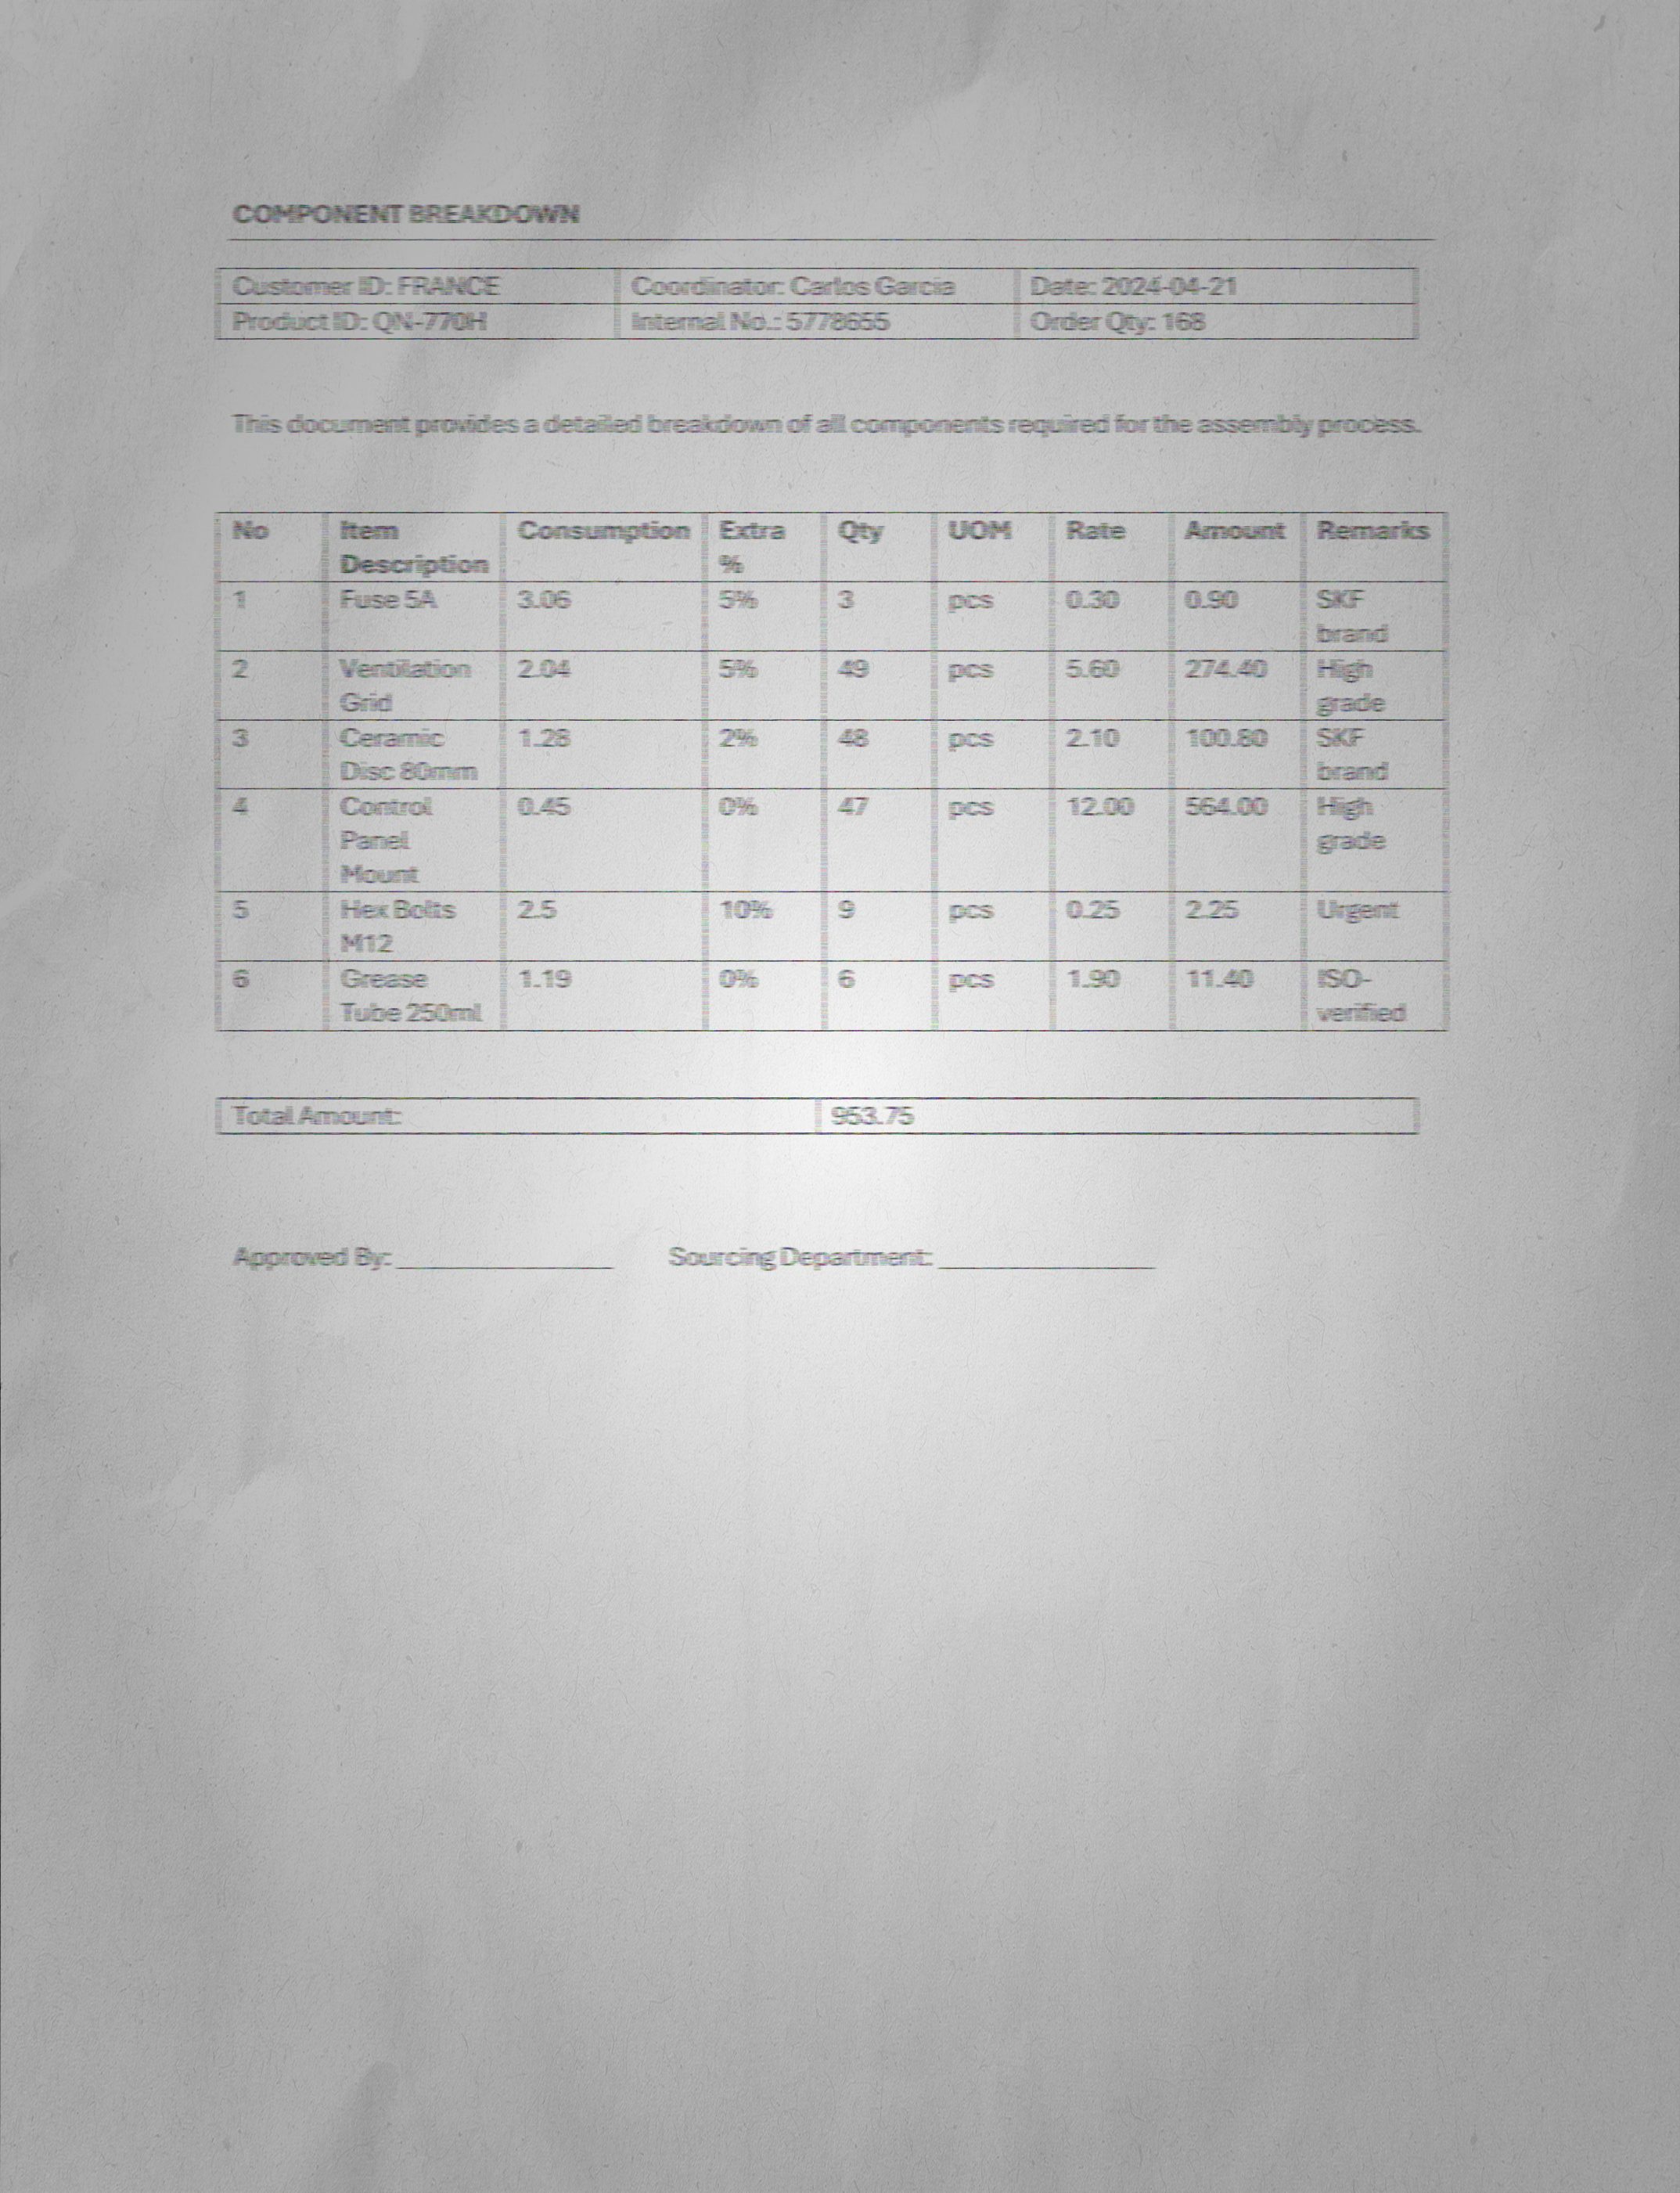 COMPONENT BREAKDOWN
Customer ID: FRANCE Coordinator: Carlos Garcia Date: 2024-04-21
Product ID: QN-770H Internal No.: 5778655 Order Qty: 168
This document provides a detailed breakdown of all components required for the assembly process.
No Item Consumption Extra Qty UOM Rate Amount Remarks
Description %
1 Fuse 5A 3.06 5% 3 pcs 0.30 0.90 SKF
brand
2 Ventilation 2.04 5% 49 pcs 5.60 274.40 High
Grid grade
3 Ceramic 1.28 2% 48 pcs 2.10 100.80 SKF
Disc 80mm brand
4 Control 0.45 0% 47 pcs 12.00 564.00 High
Panel grade
Mount
5 Hex Bolts 2.5 10% 9 pcs 0.25 2.25 Urgent
M12
6 Grease 1.19 0% 6 pcs 1.90 11.40 ISO-
Tube 250ml verified
Total Amount: 953.75
Approved By: ________________ Sourcing Department: ________________